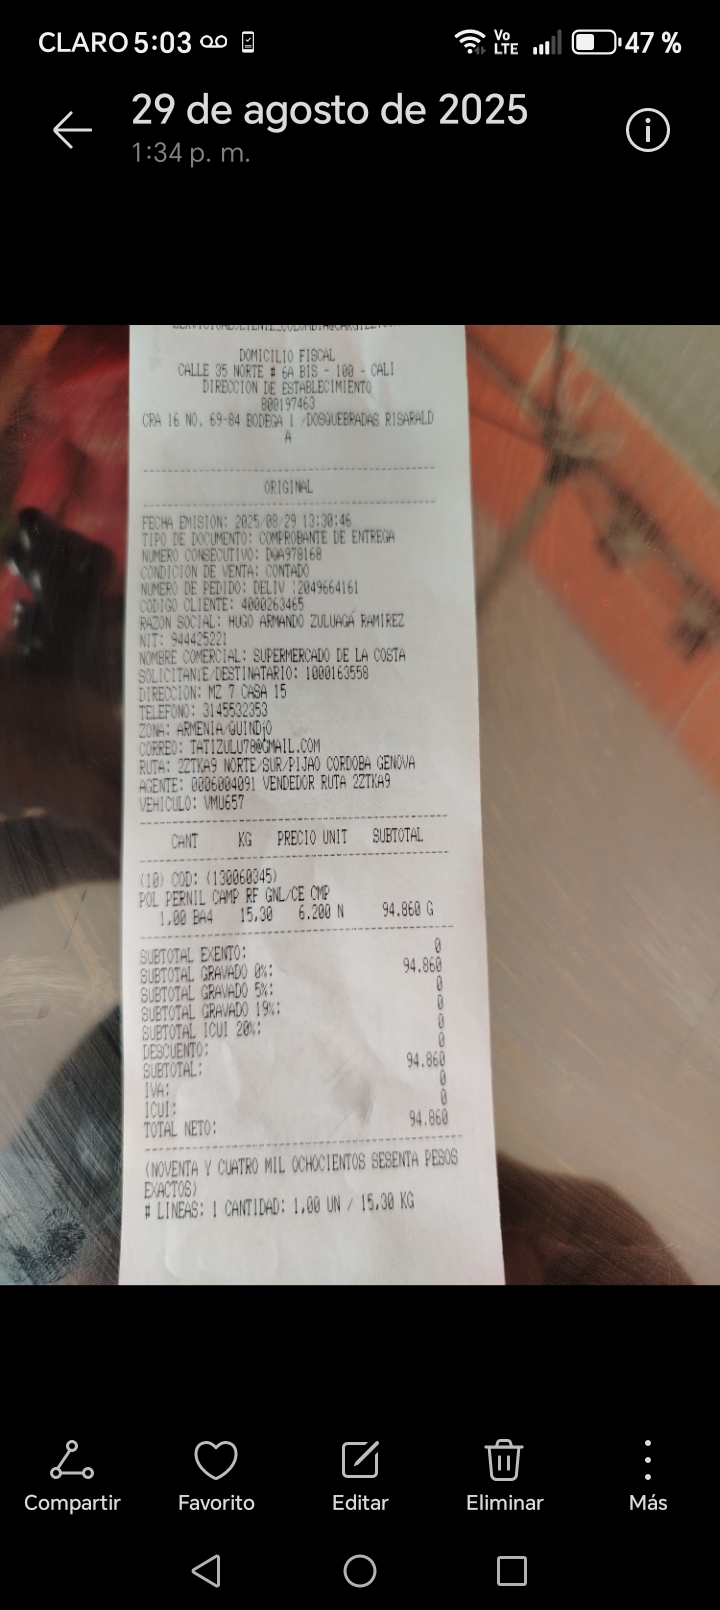 CLARO 5:03 Vo LTE 47 %
29 de agosto de 2025
1:34 p. m.
DOMICILIO FISCAL
CALLE 35 NORTE # 6A BIS - 100 - CALI
DIRECCION DE ESTABLECIMIENTO
800197463
CRA 16 NO. 69-84 BODEGA 1 /DOSQUEBRADAS RISARALD
A
ORIGINAL
FECHA EMISION: 2025/08/29 13:30:46
TIPO DE DOCUMENTO: COMPROBANTE DE ENTREGA
NUMERO CONSECUTIVO: DQA978168
CONDICION DE VENTA: CONTADO
NUMERO DE PEDIDO: DELIV :2049664161
CODIGO CLIENTE: 4000263465
RAZON SOCIAL: HUGO ARMANDO ZULUAGA RAMIREZ
NIT: 944425221
NOMBRE COMERCIAL: SUPERMERCADO DE LA COSTA
SOLICITANTE/DESTINATARIO: 1000163558
DIRECCION: MZ 7 CASA 15
TELEFONO: 3145532353
ZONA: ARMENIA/QUINDIO
CORREO: TATIZULU78@GMAIL.COM
RUTA: 2ZTKA9 NORTE/SUR/PIJAO CORDOBA GENOVA
AGENTE: 0006004091 VENDEDOR RUTA 2ZTKA9
VEHICULO: VMU657
CANT KG PRECIO UNIT SUBTOTAL
(10) COD: (130060345)
POL PERNIL CAMP RF GNL/CE CMP
1,00 BA4 15,30 6.200 N 94.860 G
SUBTOTAL EXENTO: 0
SUBTOTAL GRAVADO 0%: 94.860
SUBTOTAL GRAVADO 5%: 0
SUBTOTAL GRAVADO 19%: 0
SUBTOTAL ICUI 20%: 0
DESCUENTO: 0
SUBTOTAL: 94.860
IVA: 0
ICUI: 0
TOTAL NETO: 94.860
(NOVENTA Y CUATRO MIL OCHOCIENTOS SESENTA PESOS
EXACTOS)
# LINEAS: 1 CANTIDAD: 1,00 UN / 15,30 KG
Compartir Favorito Editar Eliminar Más